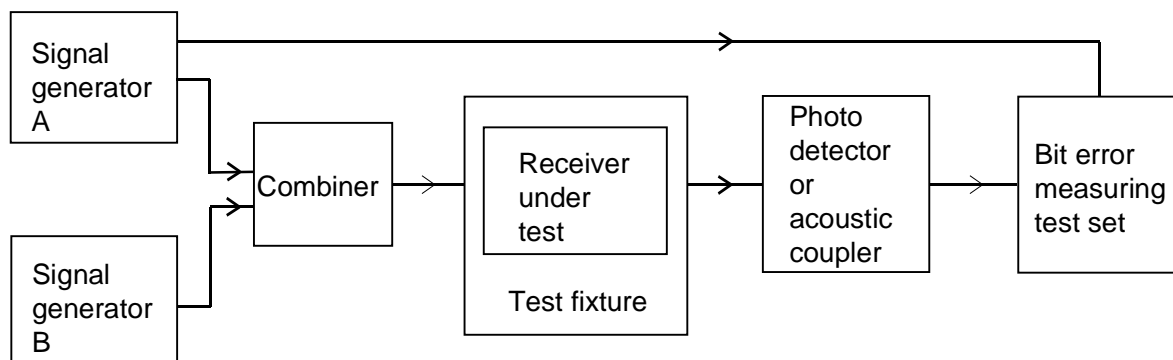 Signal
generator
A
Combiner
Signal
generator
B
Receiver
under
test
Test fixture
Photo
detector
or
acoustic
coupler
Bit error
measuring
test set